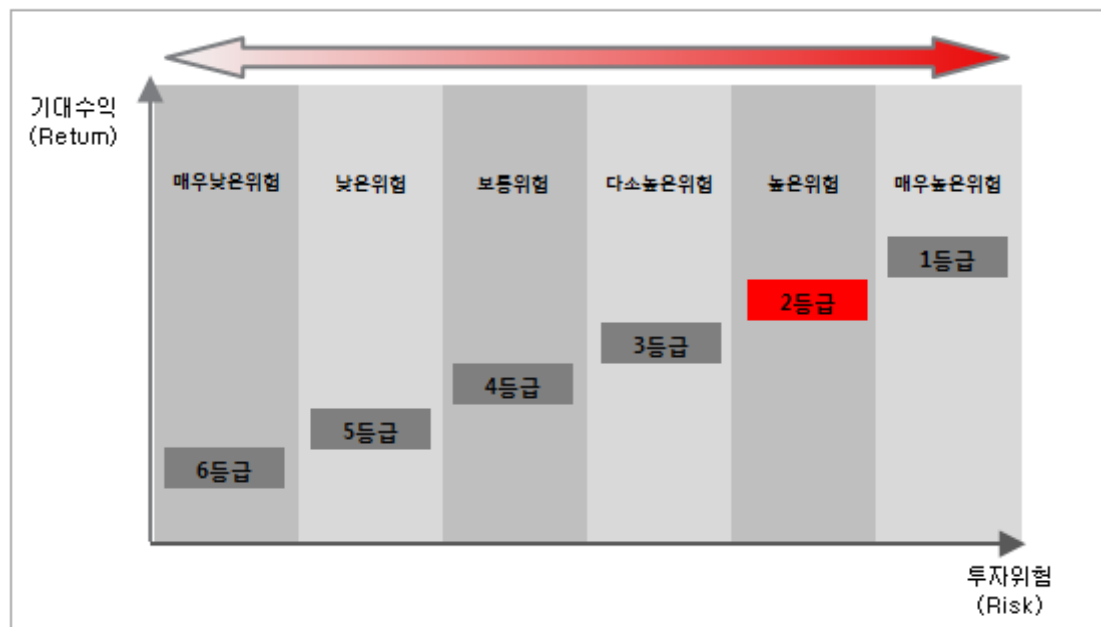 기대수익
(Retum)
매우낮은위험
낮은위험
보통위험
다소높은위험
높은위험
매우높은위험
1등급
2등급
3등급
4등급
5등급
6등급
투자위험
(Risk)